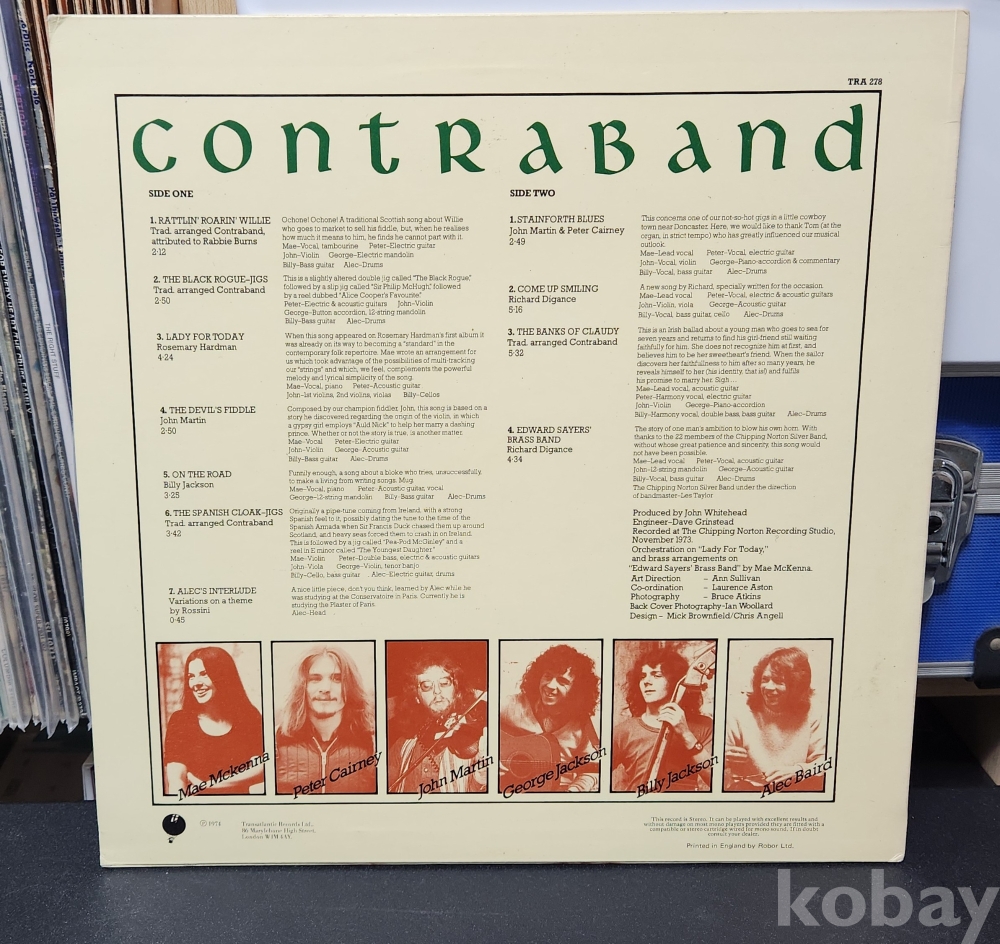 TRA 278
CONTRABAND
SIDE ONE
1. RATTLIN' ROARIN' WILLIE
Trad. arranged Contraband,
attributed to Rabbie Burns
2·12
Ochone! Ochone! A traditional Scottish song about Willie
who goes to market to sell his fiddle, but, when he realises
how much it means to him, he finds he cannot part with it.
Mae–Vocal, tambourine Peter–Electric guitar
John–Violin George–Electric mandolin
Billy–Bass guitar Alec–Drums
2. THE BLACK ROGUE–JIGS
Trad. arranged Contraband
2·50
This is a slightly altered double jig called "The Black Rogue,"
followed by a slip jig called "Sir Philip McHugh," followed
by a reel dubbed "Alice Cooper's Favourite"
Peter–Electric & acoustic guitars John–Violin
George–Button accordion, 12-string mandolin
Billy–Bass guitar Alec–Drums
3. LADY FOR TODAY
Rosemary Hardman
4·24
When this song appeared on Rosemary Hardman's first album it
was already on its way to becoming a "standard" in the
contemporary folk repertoire. Mae wrote an arrangement for
us which took advantage of the possibilities of multi-tracking
our "strings" and which, we feel, complements the powerful
melody and lyrical simplicity of the song.
Mae–Vocal, piano Peter–Acoustic guitar
John–1st violins, 2nd violins, violas Billy–Cellos
4. THE DEVIL'S FIDDLE
John Martin
2·50
Composed by our champion fiddler, John, this song is based on a
story he discovered regarding the origin of the violin, in which
a gypsy girl employs "Auld Nick" to help her marry a dashing
prince. Whether or not the story is true, is another matter.
Mae–Vocal Peter–Electric guitar
John–Violin George–Acoustic guitar
Billy–Bass guitar Alec–Drums
5. ON THE ROAD
Billy Jackson
3·25
Funnily enough, a song about a bloke who tries, unsuccessfully,
to make a living from writing songs. Mug.
Mae–Vocal, piano Peter–Acoustic guitar, vocal
George–12-string mandolin Billy–Bass guitar Alec–Drums
6. THE SPANISH CLOAK–JIGS
Trad. arranged Contraband
3·42
Originally a pipe-tune coming from Ireland, with a strong
Spanish feel to it, possibly dating the tune to the time of the
Spanish Armada when Sir Francis Duck chased them up around
Scotland, and heavy seas forced them to crash in on Ireland.
This is followed by a jig called "Pea-Pod McGinley" and a
reel in E minor called "The Youngest Daughter."
Mae–Violin Peter–Double bass, electric & acoustic guitars
John–Viola George–Violin, tenor banjo
Billy–Cello, bass guitar Alec–Electric guitar, drums
7. ALEC'S INTERLUDE
Variations on a theme
by Rossini
0·45
A nice little piece, don't you think, learned by Alec while he
was studying at the Conservatoire in Paris. Currently he is
studying the Plaster of Paris.
Alec–Head
SIDE TWO
1. STAINFORTH BLUES
John Martin & Peter Cairney
2·49
This concerns one of our not-so-hot gigs in a little cowboy
town near Doncaster. Here, we would like to thank Tom (at the
organ, in strict tempo) who has greatly influenced our musical
outlook.
Mae–Lead vocal Peter–Vocal, electric guitar
John–Vocal, violin George–Piano-accordion & commentary
Billy–Vocal, bass guitar Alec–Drums
2. COME UP SMILING
Richard Digance
5·16
A new song by Richard, specially written for the occasion.
Mae–Lead vocal Peter–Vocal, electric & acoustic guitars
John–Violin, viola George–Acoustic guitar
Billy–Vocal, bass guitar, cello Alec–Drums
3. THE BANKS OF CLAUDY
Trad. arranged Contraband
5·32
This is an Irish ballad about a young man who goes to sea for
seven years and returns to find his girl-friend still waiting
faithfully for him. She does not recognize him at first, and
believes him to be her sweetheart's friend. When the sailor
discovers her faithfulness to him after so many years, he
reveals himself to her (his identity, that is!) and fulfils
his promise to marry her. Sigh...
Mae–Lead vocal, acoustic guitar
Peter–Harmony vocal, electric guitar
John–Violin George–Piano-accordion
Billy–Harmony vocal, double bass, bass guitar Alec–Drums
4. EDWARD SAYERS'
BRASS BAND
Richard Digance
4·34
The story of one man's ambition to blow his own horn. With
thanks to the 22 members of the Chipping Norton Silver Band,
without whose great patience and sincerity, this song would
not have been possible.
Mae–Lead vocal Peter–Vocal, acoustic guitar
John–12-string mandolin George–Acoustic guitar
Billy–Vocal, bass guitar Alec–Drums
The Chipping Norton Silver Band under the direction
of bandmaster–Les Taylor
Produced by John Whitehead
Engineer–Dave Grinstead
Recorded at The Chipping Norton Recording Studio,
November 1973.
Orchestration on "Lady For Today,"
and brass arrangements on
"Edward Sayers' Brass Band" by Mae McKenna.
Art Direction – Ann Sullivan
Co-ordination – Laurence Aston
Photography – Bruce Atkins
Back Cover Photography–Ian Woollard
Design – Mick Brownfield/Chris Angell
Mae Mckenna
Peter Cairney
John Martin
George Jackson
Billy Jackson
Alec Baird
℗ 1974
Transatlantic Records Ltd.,
86 Marylebone High Street,
London W1M 4AY.
This record is Stereo. It can be played with excellent results and
without damage on most mono players provided they are fitted with a
compatible or stereo cartridge wired for mono sound. If in doubt
contact your dealer.
Printed in England by Robor Ltd.
kobay